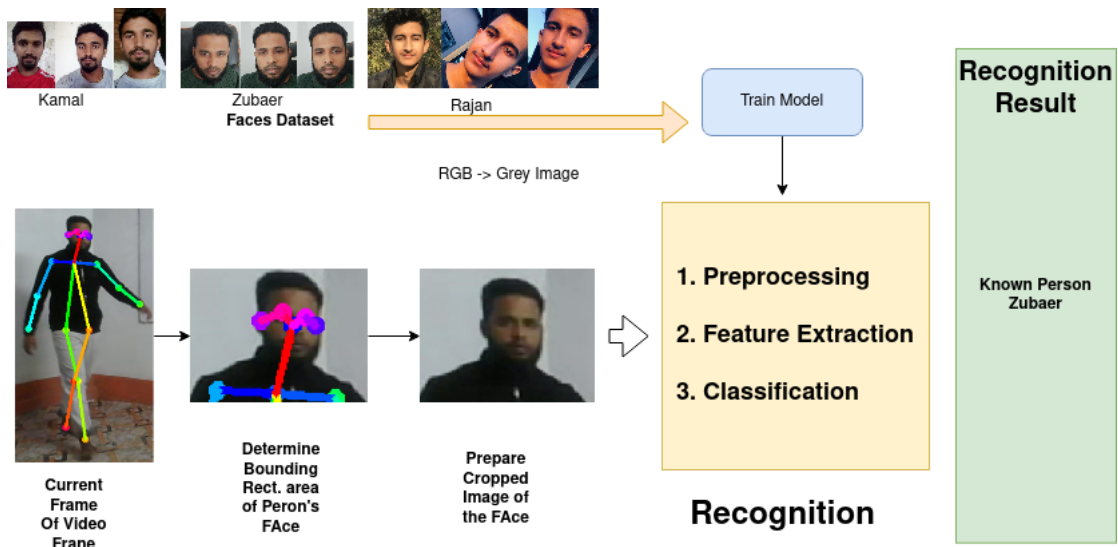 Kamal
Zubaer
Rajan
Faces Dataset
Train Model
Recognition
Result
RGB -> Grey Image
1. Preprocessing
2. Feature Extraction
3. Classification
Known Person
Zubaer
Current
Frame
Of Video
Frane
Determine
Bounding
Rect. area
of Peron's
FAce
Prepare
Cropped
Image of
the FAce
Recognition